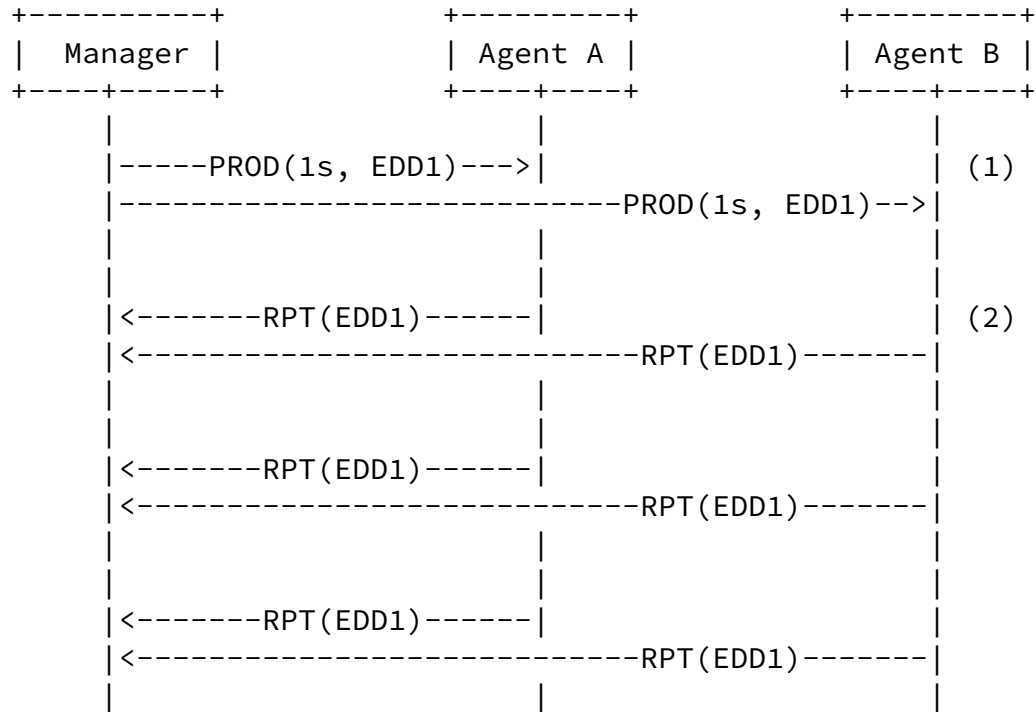 +----------+           +---------+           +---------+
|  Manager |           | Agent A |           | Agent B |
+----+-----+           +----+----+           +----+----+
     |                       |                     |
     |-----PROD(1s, EDD1)--->|                     | (1)
     |----------------------------PROD(1s, EDD1)-->|
     |                       |                     |
     |                       |                     |
     |<-------RPT(EDD1)------|                     | (2)
     |<----------------------------RPT(EDD1)-------|
     |                       |                     |
     |                       |                     |
     |<-------RPT(EDD1)------|                     |
     |<----------------------------RPT(EDD1)-------|
     |                       |                     |
     |                       |                     |
     |<-------RPT(EDD1)------|                     |
     |<----------------------------RPT(EDD1)-------|
     |                       |                     |